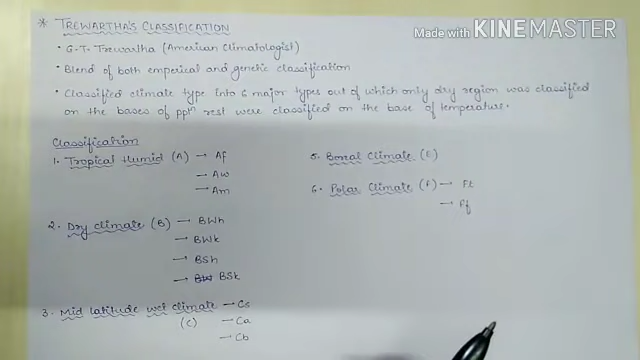 Made with KINEMASTER
* TREWARTHA'S CLASSIFICATION
• G.T. Trewartha (American Climatologist)
• Blend of both emperical and genetic classification
• Classified climate type into 6 major types out of which only dry region was classified
on the bases of pptn rest were classified on the base of temperature.
Classification
1. Tropical Humid (A) → Af
→ Aw
→ Am
2. Dry climate (B) → BWh
→ BWk
→ BSh
→ BSk
3. Mid latitude wet climate → Cs
(C) → Ca
→ Cb
5. Boreal Climate (E)
6. Polar Climate (F) → Ft
→ Ff